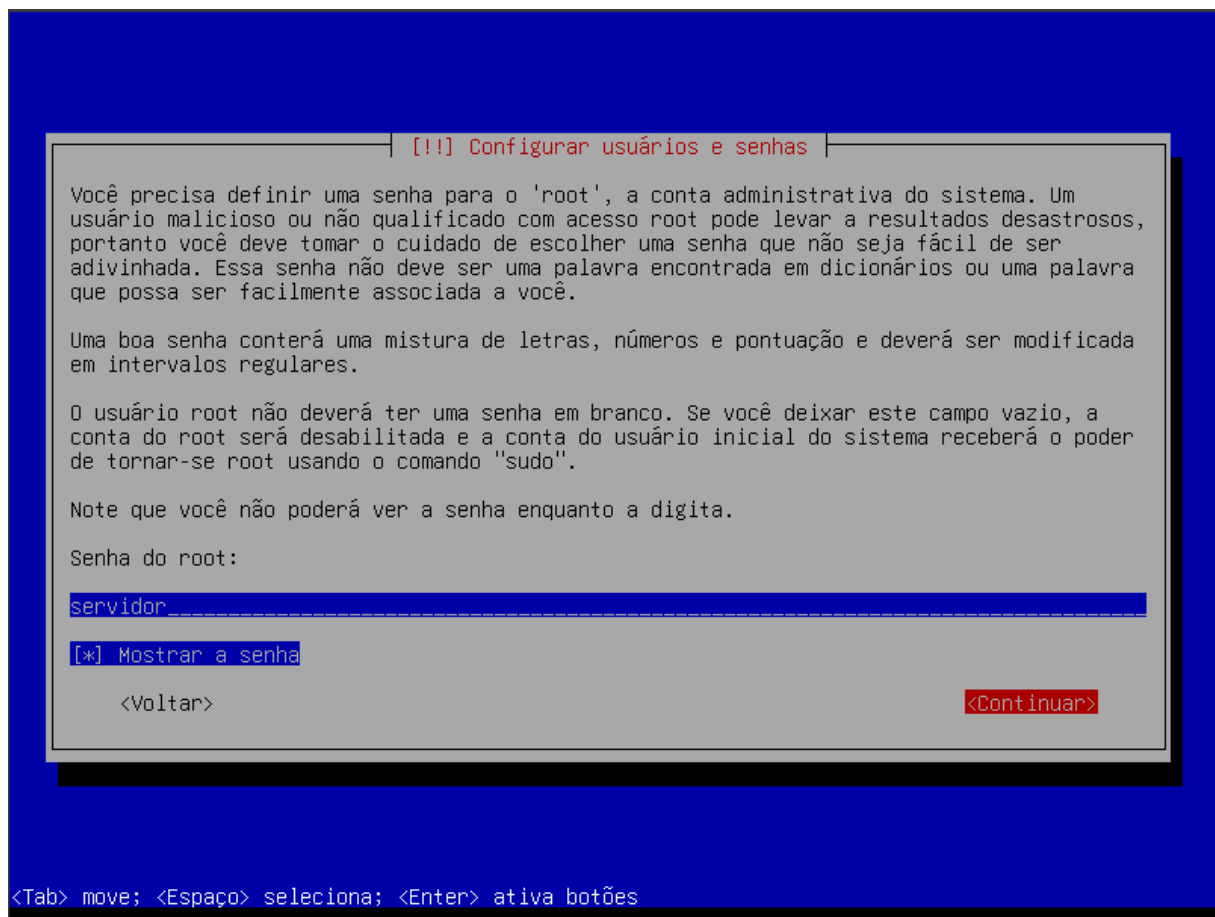 [!!] Configurar usuários e senhas
Você precisa definir uma senha para o 'root', a conta administrativa do sistema. Um
usuário malicioso ou não qualificado com acesso root pode levar a resultados desastrosos,
portanto você deve tomar o cuidado de escolher uma senha que não seja fácil de ser
adivinhada. Essa senha não deve ser uma palavra encontrada em dicionários ou uma palavra
que possa ser facilmente associada a você.
Uma boa senha conterá uma mistura de letras, números e pontuação e deverá ser modificada
em intervalos regulares.
O usuário root não deverá ter uma senha em branco. Se você deixar este campo vazio, a
conta do root será desabilitada e a conta do usuário inicial do sistema receberá o poder
de tornar-se root usando o comando "sudo".
Note que você não poderá ver a senha enquanto a digita.
Senha do root:
servidor
[*] Mostrar a senha
<Voltar> <Continuar>
<Tab> move; <Espaço> seleciona; <Enter> ativa botões